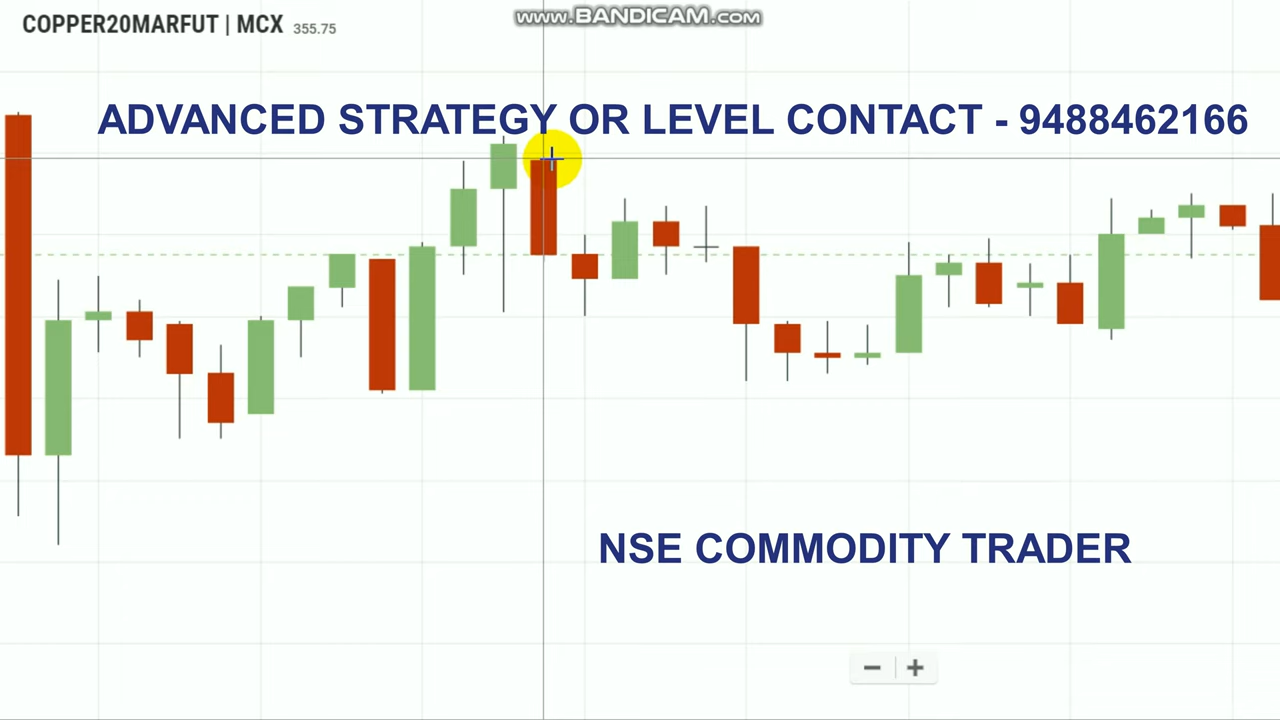 www.BANDICAM.com
COPPER20MARFUT | MCX 355.75
ADVANCED STRATEGY OR LEVEL CONTACT - 9488462166
NSE COMMODITY TRADER